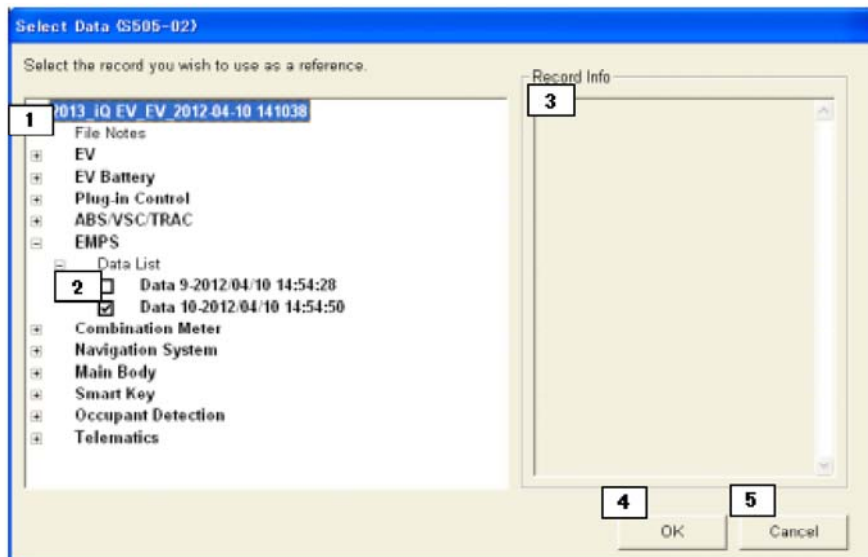 Select Data (S505-02)
Select the record you wish to use as a reference.
1
2013_iQ EV_EV_2012-04-10 141038
File Notes
EV
EV Battery
Plug-in Control
ABS/VSC/TRAC
EMPS
Data List
2
Data 9-2012/04/10 14:54:28
Data 10-2012/04/10 14:54:50
Combination Meter
Navigation System
Main Body
Smart Key
Occupant Detection
Telematics
Record Info
3
4
OK
5
Cancel